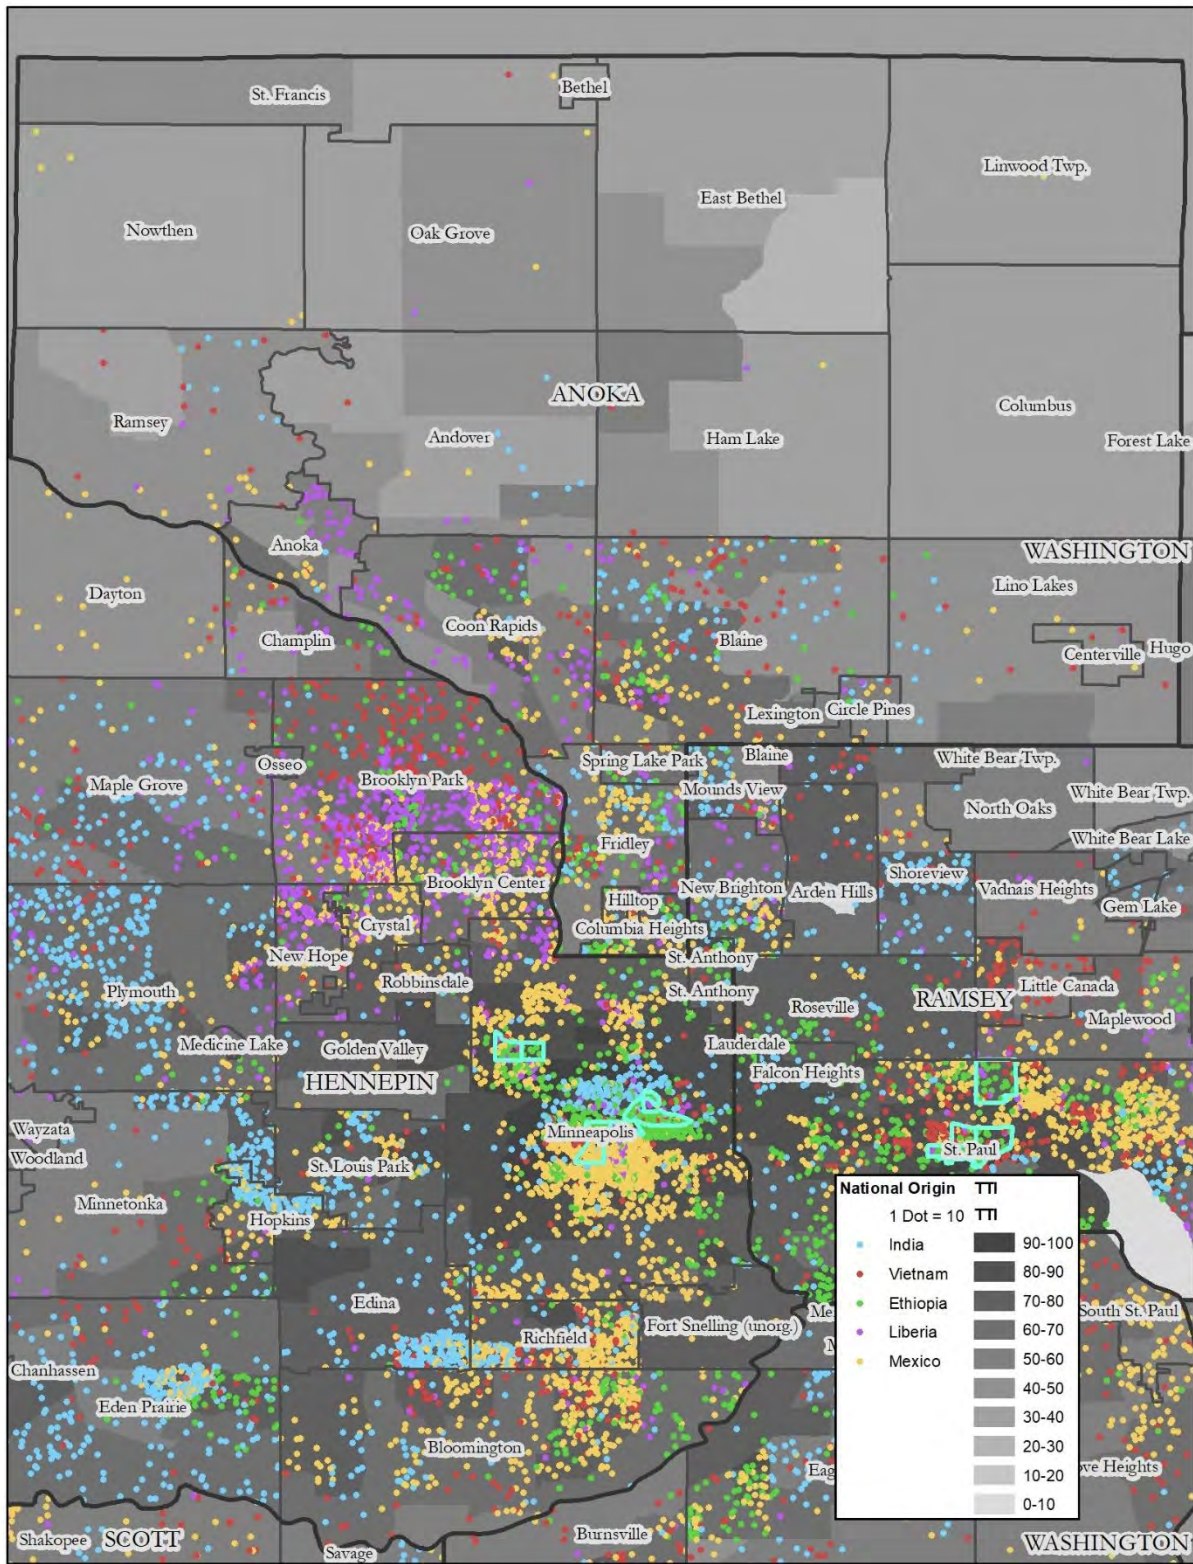 Bethel
St. Francis
Linwood Twp.
East Bethel
Nowthen
Oak Grove
ANOKA
Columbus
Ramsey
Andover
Ham Lake
Forest Lake
Anoka
WASHINGTON
Dayton
Lino Lakes
Coon Rapids
Champlin
Blaine
Centerville
Hugo
Lexington
Circle Pines
Osseo
Spring Lake Park
Blaine
White Bear Twp.
Maple Grove
Brooklyn Park
Mounds View
North Oaks
White Bear Twp.
Fridley
White Bear Lake
Brooklyn Center
New Brighton
Arden Hills
Shoreview
Vadnais Heights
Hilltop
Gem Lake
Crystal
Columbia Heights
New Hope
St. Anthony
Robbinsdale
Plymouth
St. Anthony
Roseville
RAMSEY
Little Canada
Maplewood
Medicine Lake
Golden Valley
Lauderdale
HENNEPIN
Falcon Heights
Wayzata
Minneapolis
Woodland
St. Louis Park
St. Paul
Minnetonka
Hopkins
National Origin
TTI
1 Dot = 10
TTI
India
Vietnam
Ethiopia
Liberia
Mexico
90-100
80-90
70-80
60-70
50-60
40-50
30-40
20-30
10-20
0-10
Edina
Richfield
Fort Snelling (unorg.)
Me
South St. Paul
M
Chanhassen
Eden Prairie
Bloomington
Eag
ove Heights
Shakopee
SCOTT
Savage
Burnsville
WASHINGTON